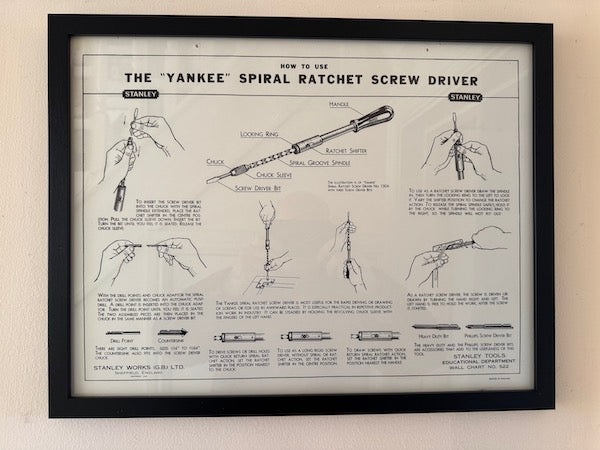 HOW TO USE
THE "YANKEE" SPIRAL RATCHET SCREW DRIVER
STANLEY
STANLEY
HANDLE
LOCKING RING
RATCHET SHIFTER
CHUCK
SPIRAL GROOVE SPINDLE
CHUCK SLEEVE
SCREW DRIVER BIT
THE ILLUSTRATION IS OF "YANKEE"
SPIRAL RATCHET SCREW DRIVER NO. 130A
WITH THREE SCREW DRIVER BITS
TO INSERT THE SCREW DRIVER BIT
INTO THE CHUCK WITH THE SPIRAL
SPINDLE EXTENDED, PLACE THE RAT-
CHET SHIFTER IN THE CENTRE POS-
ITION. PULL THE CHUCK SLEEVE DOWN, INSERT THE BIT.
TURN THE BIT UNTIL YOU FEEL IT IS SEATED. RELEASE THE
CHUCK SLEEVE.
TO USE AS A RATCHET SCREW DRIVER DRAW THE SPINDLE
IN, THEN TURN THE LOCKING RING TO THE LEFT TO LOCK
IT. VARY THE SHIFTER POSITION TO CHANGE THE RATCHET
ACTION. TO RELEASE THE SPIRAL SPINDLE SAFELY, HOLD IT
BY THE CHUCK, WHILE TURNING THE LOCKING RING TO
THE RIGHT, SO THE SPINDLE WILL NOT FLY OUT.
WITH THE DRILL POINTS AND CHUCK ADAPTOR THE SPIRAL
RATCHET SCREW DRIVER BECOMES AN AUTOMATIC PUSH
DRILL. A DRILL POINT IS INSERTED INTO THE CHUCK ADAP-
TOR. TURN THE DRILL POINT UNTIL YOU FEEL IT IS SEATED.
THE TWO ASSEMBLED PIECES ARE THEN PLACED IN THE
CHUCK IN THE SAME MANNER AS A SCREW DRIVER BIT.
THE YANKEE SPIRAL RATCHET SCREW DRIVER IS MOST USEFUL FOR THE RAPID DRIVING OR DRAWING
OF SCREWS OR FOR USE IN AWKWARD PLACES. IT IS ESPECIALLY PRACTICAL IN REPETITIVE PRODUCT-
ION WORK IN INDUSTRY. IT CAN BE STEADIED BY HOLDING THE REVOLVING CHUCK SLEEVE WITH
THE FINGERS OF THE LEFT HAND.
AS A RATCHET SCREW DRIVER, THE SCREW IS DRIVEN OR
DRAWN BY TURNING THE HAND RIGHT AND LEFT. THE
LEFT HAND IS FREE TO HOLD THE WORK, AFTER THE SCREW
IS STARTED.
DRILL POINT
COUNTERSINK
HEAVY DUTY BIT
PHILLIPS SCREW DRIVER BIT
THERE ARE EIGHT DRILL POINTS, SIZES 1/16" TO 11/64".
THE COUNTERSINK ALSO FITS INTO THE SCREW DRIVER
CHUCK.
TO DRIVE SCREWS OR DRILL HOLES
WITH QUICK RETURN SPIRAL RAT-
CHET ACTION, SET THE RATCHET
SHIFTER IN THE POSITION NEAREST
TO THE CHUCK.
TO USE AS A LONG RIGID SCREW
DRIVER, WITHOUT SPIRAL OR RAT-
CHET ACTION, SET THE RATCHET
SHIFTER IN THE CENTRE POSITION.
TO DRAW SCREWS WITH QUICK
RETURN SPIRAL RATCHET ACTION,
SET THE RATCHET SHIFTER IN THE
POSITION NEAREST THE HANDLE.
THE HEAVY DUTY AND THE PHILLIPS SCREW DRIVER BITS
ARE ACCESSORIES THAT ADD TO THE USEFULNESS OF THIS
TOOL.
STANLEY WORKS (G.B.) LTD.
SHEFFIELD, ENGLAND.
STANLEY TOOLS
EDUCATIONAL DEPARTMENT
WALL CHART NO. 522